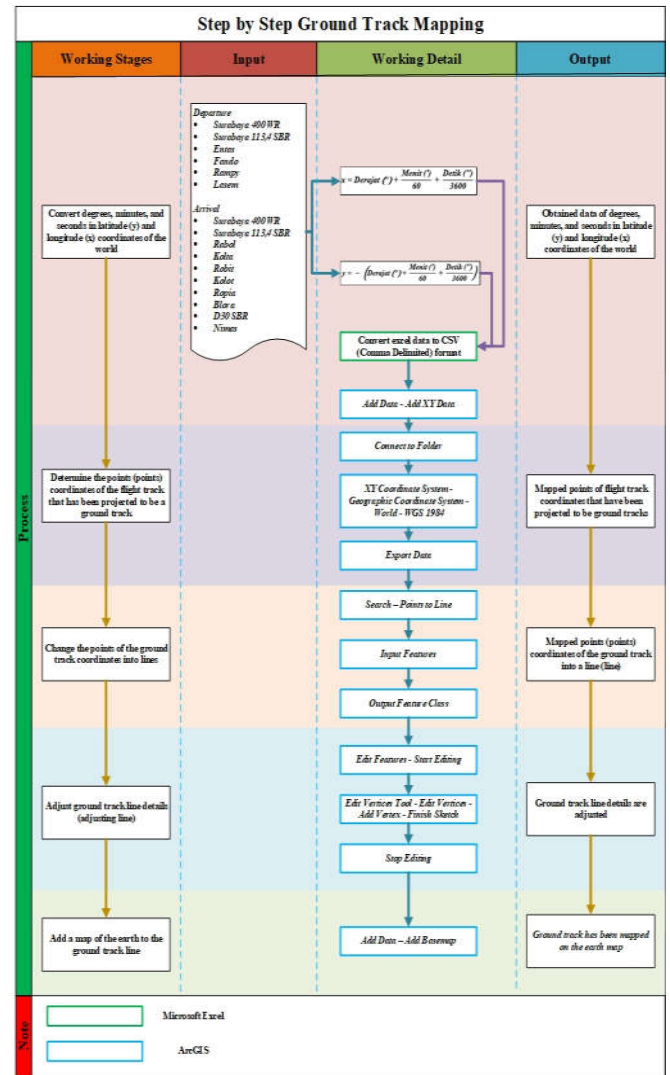 Step by Step Ground Track Mapping
Working Stages
Input
Working Detail
Output
Process
Convert degrees, minutes, and
seconds in latitude (y) and
longitude (x) coordinates of the
world
Departure
• Surabaya 400 WR
• Surabaya 113,4 SBR
• Entas
• Fando
• Rampy
• Lasem
Arrival
• Surabaya 400 WR
• Surabaya 113,4 SBR
• Rabol
• Kolta
• Robis
• Kolot
• Rapia
• Blora
• D30 SBR
• Nimas
x = Derajat (°) + Menit (')/60 + Detik (")/3600
y = - (Derajat (°) + Menit (')/60 + Detik (")/3600)
Convert excel data to CSV
(Comma Delimited) format
Add Data - Add XY Data
Obtained data of degrees,
minutes, and seconds in latitude
(y) and longitude (x) coordinates
of the world
Determine the points (points)
coordinates of the flight track
that has been projected to be a
ground track
Connect to Folder
XY Coordinate System -
Geographic Coordinate System -
World - WGS 1984
Export Data
Mapped points of flight track
coordinates that have been
projected to be ground tracks
Change the points of the ground
track coordinates into lines
Search – Points to Line
Input Features
Output Feature Class
Mapped points (points)
coordinates of the ground track
into a line (line)
Adjust ground track line details
(adjusting line)
Edit Features - Start Editing
Edit Vertices Tool - Edit Vertices -
Add Vertex - Finish Sketch
Stop Editing
Ground track line details are
adjusted
Add a map of the earth to the
ground track line
Add Data – Add Basemap
Ground track has been mapped
on the earth map
Note
Microsoft Excel
ArcGIS